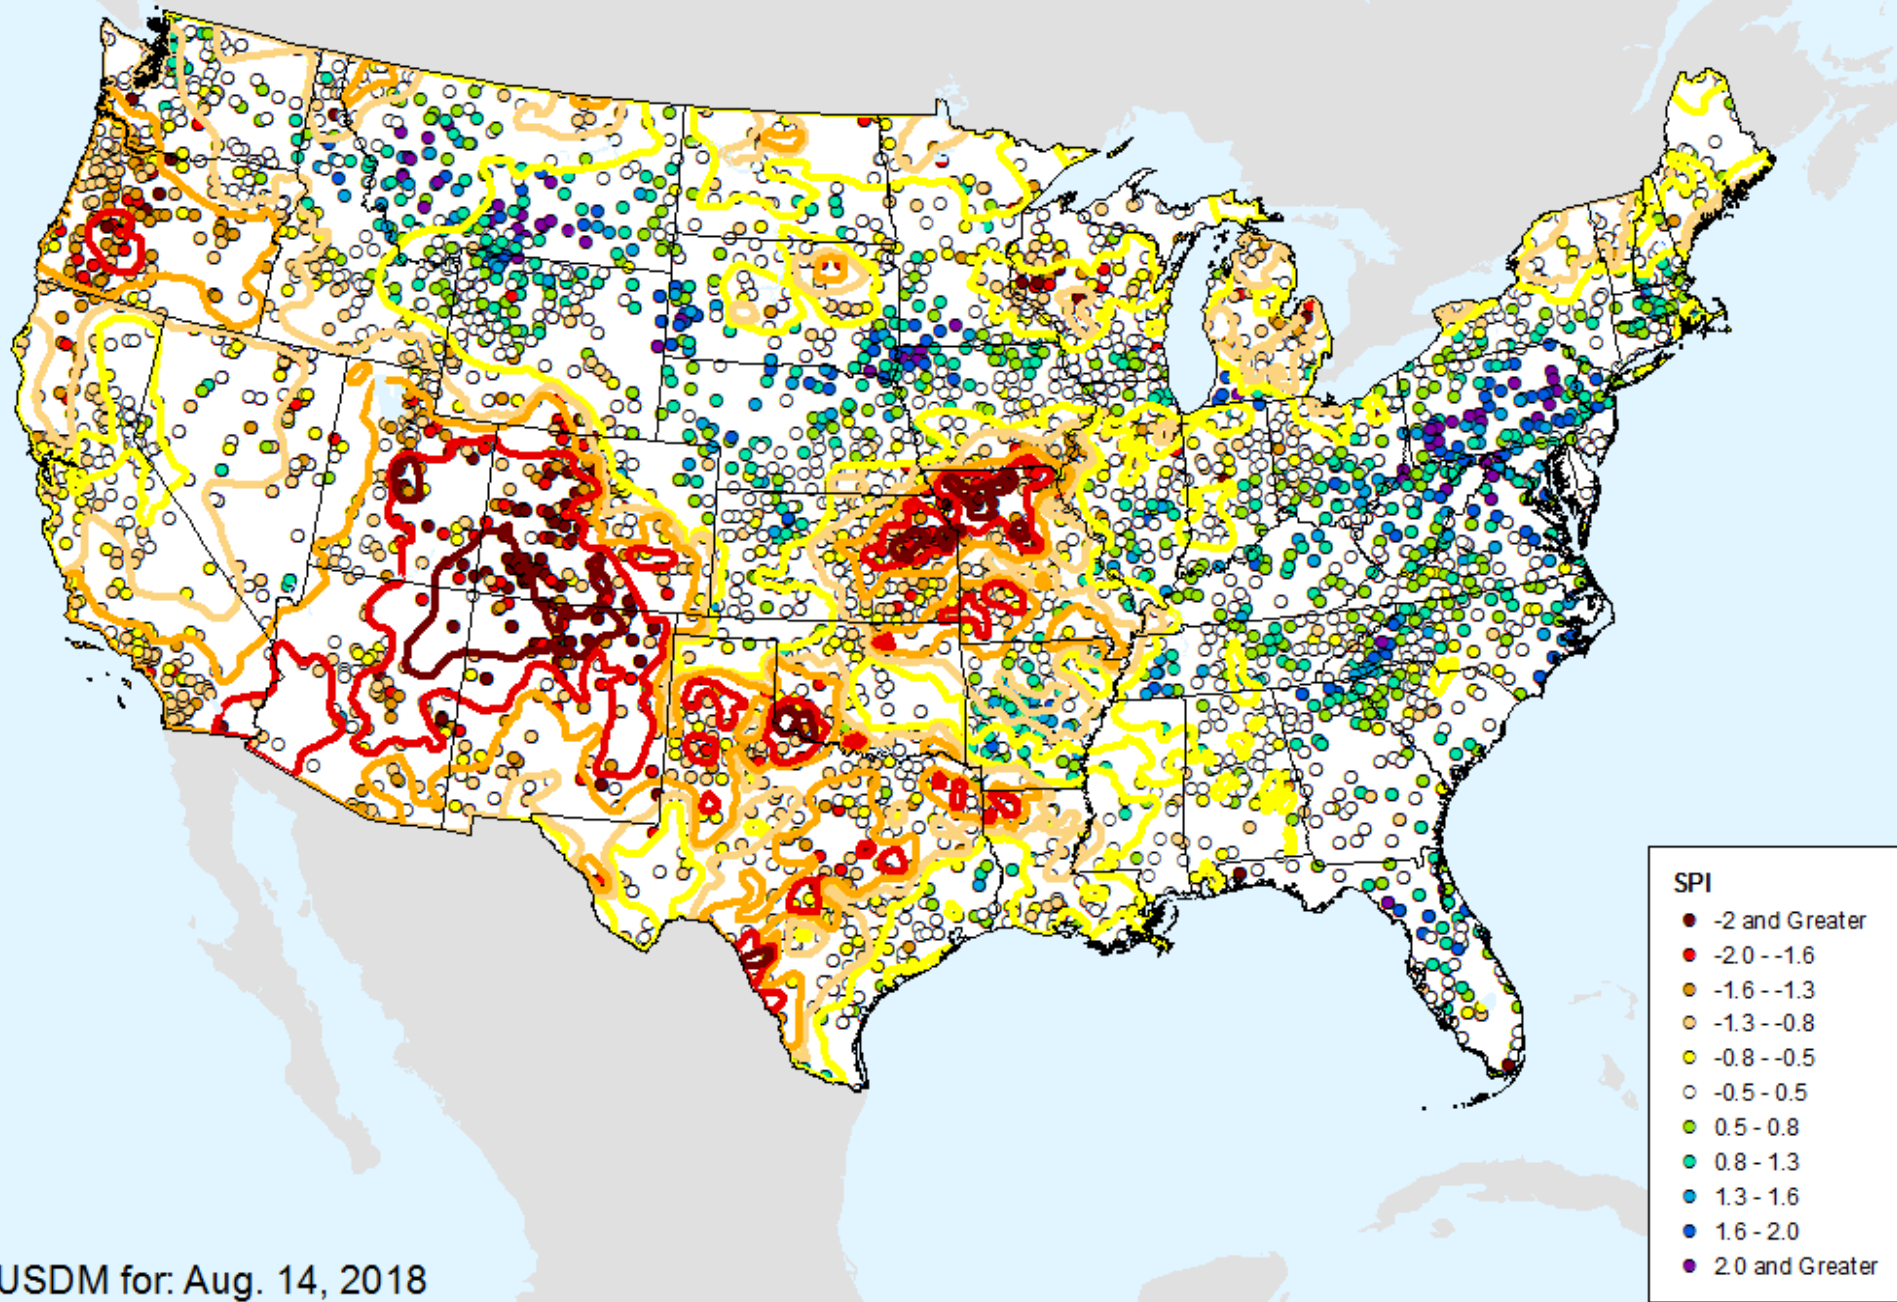 SPI
-2 and Greater
-2.0 - -1.6
-1.6 - -1.3
-1.3 - -0.8
-0.8 - -0.5
-0.5 - 0.5
0.5 - 0.8
0.8 - 1.3
1.3 - 1.6
1.6 - 2.0
2.0 and Greater
USDM for: Aug. 14, 2018